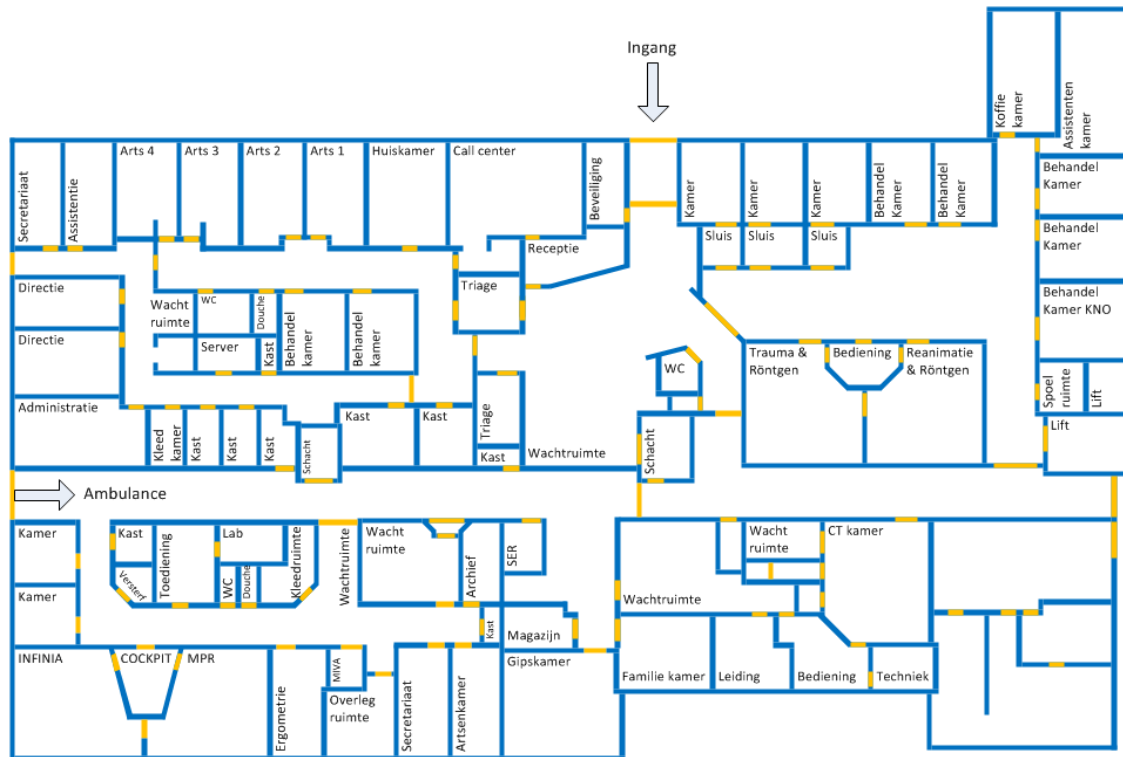 Ingang
Koffie
kamer
Assistenten
kamer
Secretariaat
Assistentie
Arts 4
Arts 3
Arts 2
Arts 1
Huiskamer
Call center
Beveiliging
Kamer
Kamer
Kamer
Behandel
Kamer
Behandel
Kamer
Behandel
Kamer
Receptie
Sluis
Sluis
Sluis
Behandel
Kamer
Directie
Wacht
ruimte
WC
Douche
Triage
Behandel
Kamer KNO
Directie
Server
Kast
Behandel
kamer
Behandel
kamer
WC
Trauma &
Röntgen
Bediening
Reanimatie
& Röntgen
Spoel
ruimte
Lift
Administratie
Kleed
kamer
Kast
Kast
Kast
Schacht
Kast
Kast
Triage
Kast
Wachtruimte
Schacht
Lift
Ambulance
Kamer
Kast
Versterf
Toediening
Lab
WC
Douche
Kleedruimte
Wachtruimte
Wacht
ruimte
Archief
SER
Wacht
ruimte
CT kamer
Kamer
Kast
Magazijn
Wachtruimte
INFINIA
COCKPIT
MPR
Ergometrie
MIVA
Overleg
ruimte
Secretariaat
Artsenkamer
Gipskamer
Familie kamer
Leiding
Bediening
Techniek